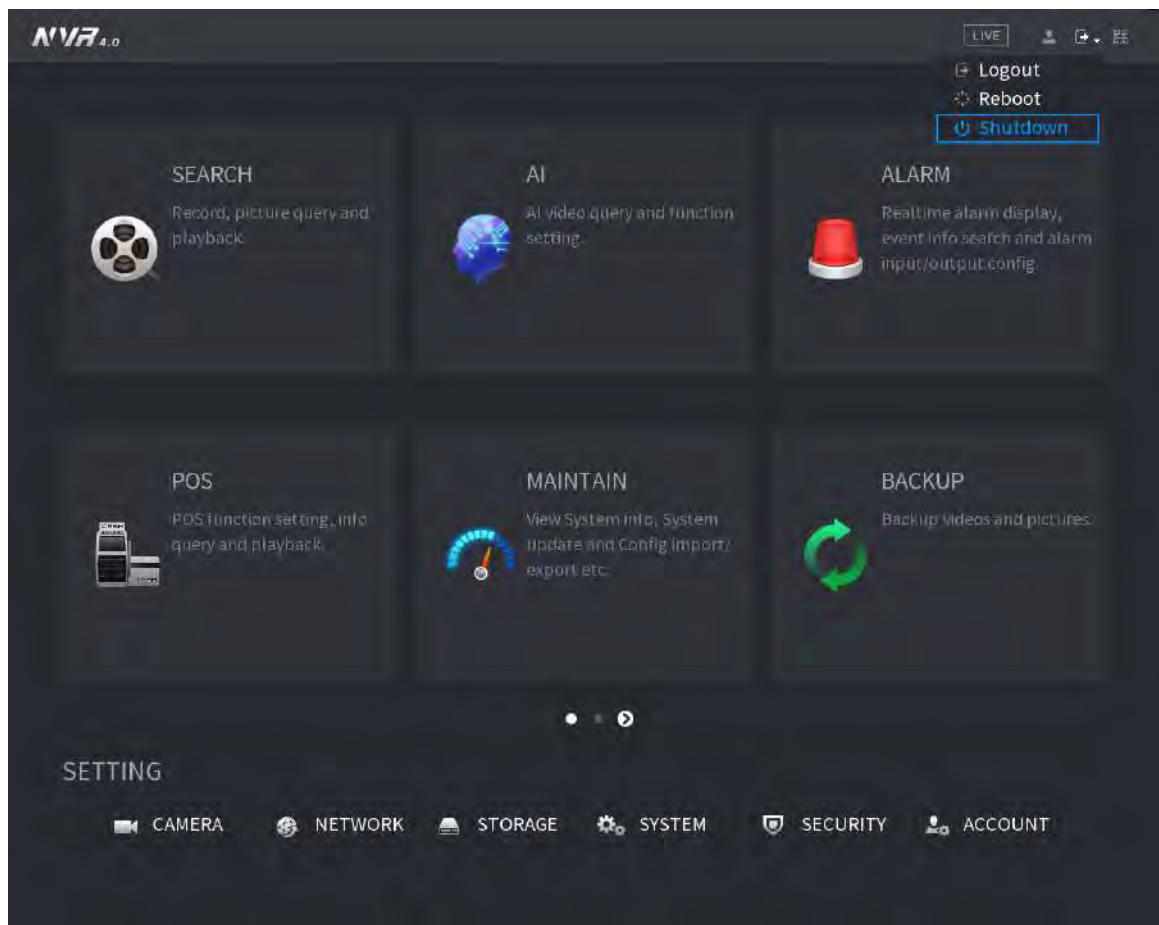 NVR 4.0
LIVE
Logout
Reboot
Shutdown
SEARCH
Record, picture query and
playback.
AI
AI video query and function
setting.
ALARM
Realtime alarm display,
event info search and alarm
input/output config
POS
POS function setting, info
query and playback.
MAINTAIN
View System info, System
update and Config import/
export etc.
BACKUP
Backup videos and pictures.
SETTING
CAMERA
NETWORK
STORAGE
SYSTEM
SECURITY
ACCOUNT